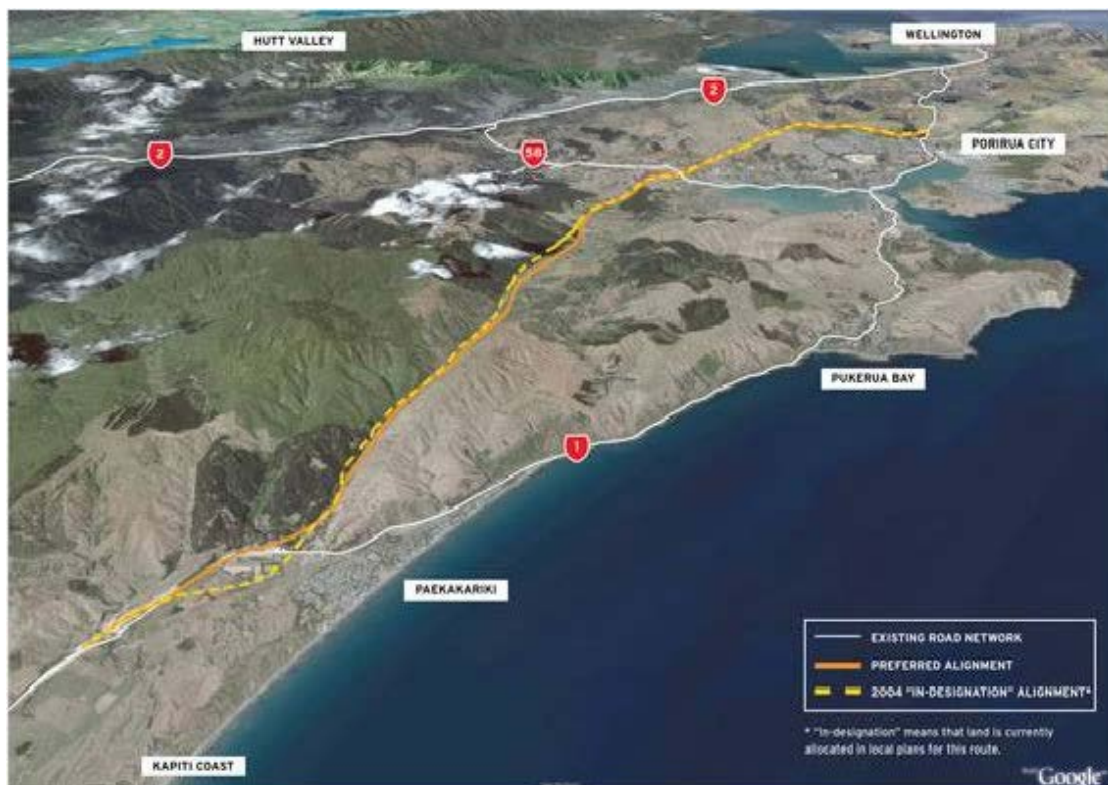 HUTT VALLEY
WELLINGTON
2
2
58
PORIRUA CITY
PUKERUA BAY
1
PAEKAKARIKI
EXISTING ROAD NETWORK
PREFERRED ALIGNMENT
2004 "IN-DESIGNATION" ALIGNMENT*
* "In-designation" means that land is currently
allocated in local plans for this route.
KAPITI COAST
Google